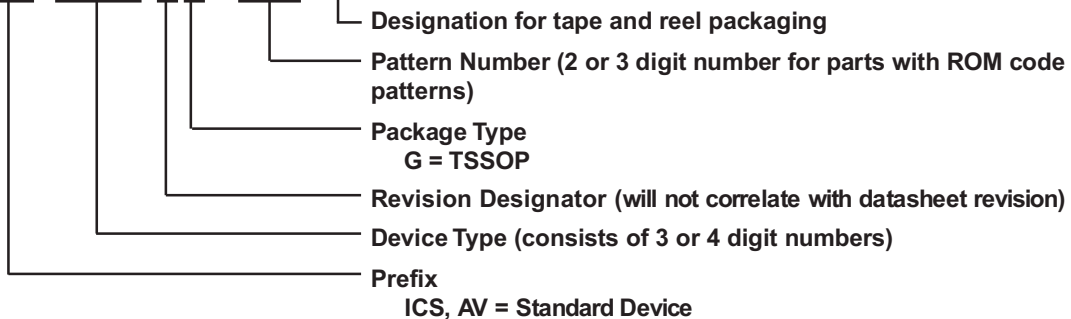 Designation for tape and reel packaging
Pattern Number (2 or 3 digit number for parts with ROM code
patterns)
Package Type
G = TSSOP
Revision Designator (will not correlate with datasheet revision)
Device Type (consists of 3 or 4 digit numbers)
Prefix
ICS, AV = Standard Device